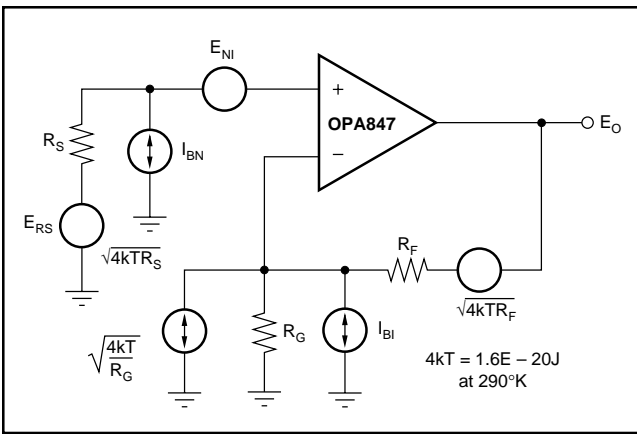 E_NI
+
OPA847
−
E_O
R_S
I_BN
E_RS
√4kTR_S
R_F
√4kTR_F
√4kT/R_G
R_G
I_BI
4kT = 1.6E – 20J
at 290°K